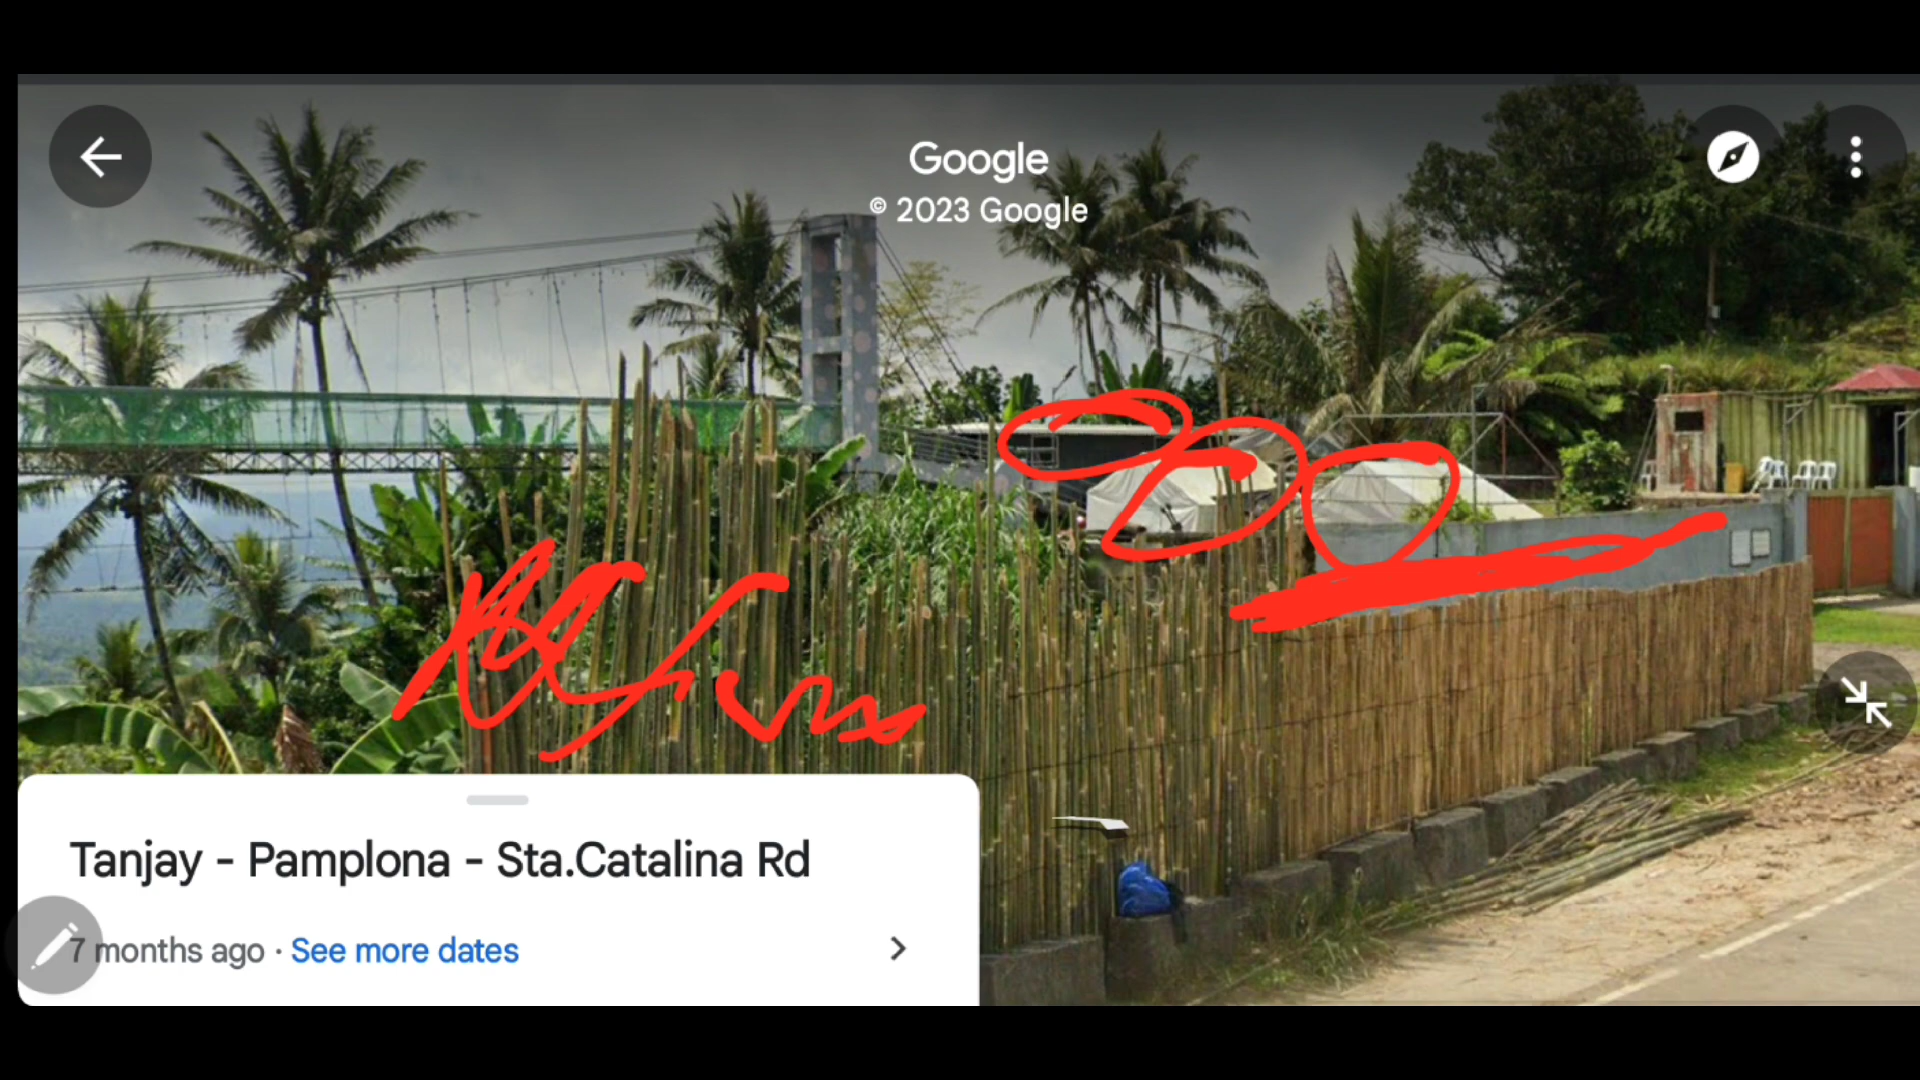 Google
© 2023 Google
Tanjay - Pamplona - Sta.Catalina Rd
7 months ago · See more dates